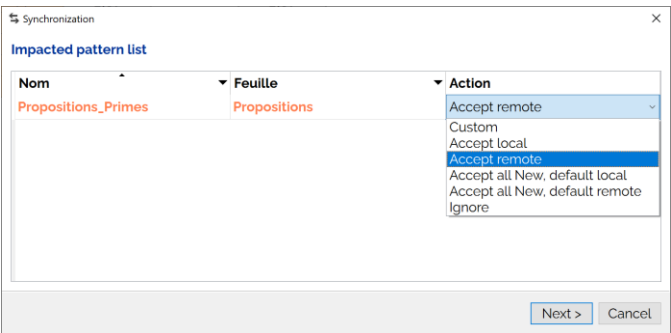 Synchronization
Impacted pattern list
Nom Feuille Action
Propositions_Primes Propositions Accept remote
Custom
Accept local
Accept remote
Accept all New, default local
Accept all New, default remote
Ignore
Next > Cancel